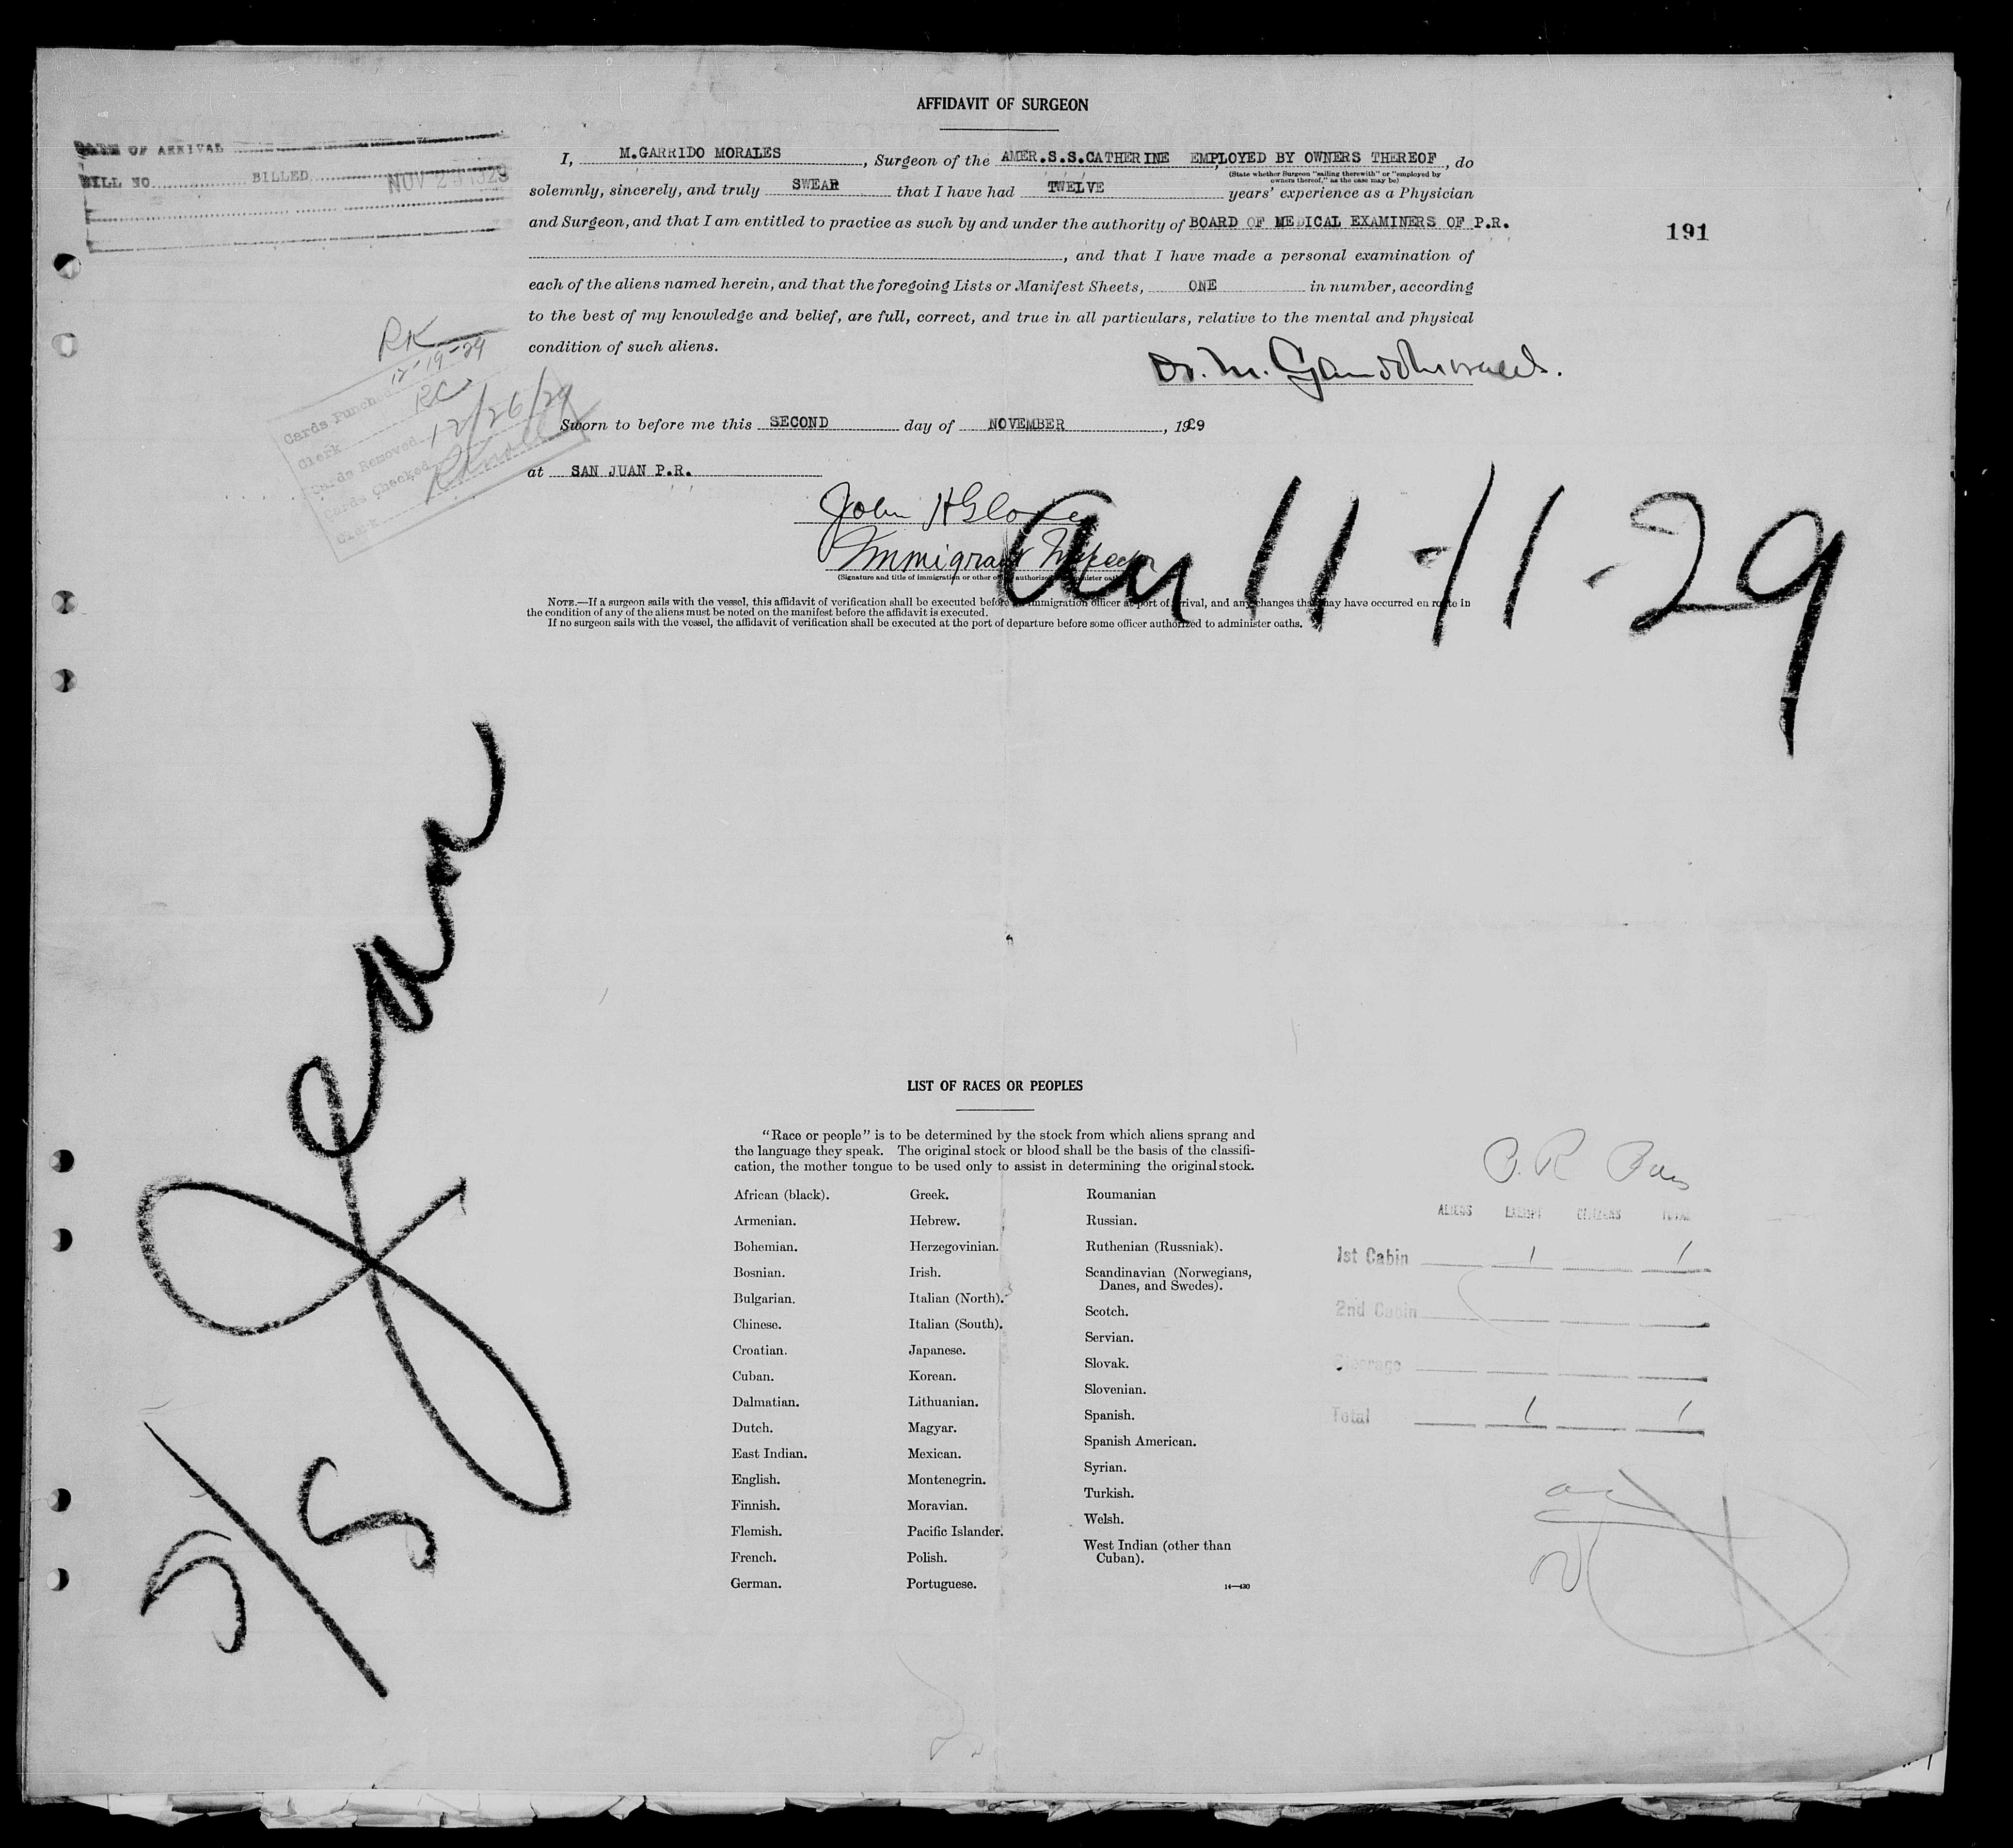 AFFIDAVIT OF SURGEON
DATE OF ARRIVAL
BILL NO. BILLED NOV 29 1929
I, M.GARRIDO MORALES, Surgeon of the AMER.S.S.CATHERINE EMPLOYED BY OWNERS THEREOF, do
(State whether Surgeon "sailing therewith" or "employed by
owners thereof," as the case may be)
solemnly, sincerely, and truly SWEAR that I have had TWELVE years' experience as a Physician
and Surgeon, and that I am entitled to practice as such by and under the authority of BOARD OF MEDICAL EXAMINERS OF P.R.
191
, and that I have made a personal examination of
each of the aliens named herein, and that the foregoing Lists or Manifest Sheets, ONE in number, according
to the best of my knowledge and belief, are full, correct, and true in all particulars, relative to the mental and physical
condition of such aliens.
RK
Cards Punched 12-19-29
Clerk RC
Cards Removed 12/26/29
Cards Checked
Clerk
Dr. M. Garrido Morales.
Sworn to before me this SECOND day of NOVEMBER, 1929
at SAN JUAN P.R.
John H Glove
Immigrant Inspector
(Signature and title of immigration or other officer authorized to administer oaths)
11-11-29
NOTE.—If a surgeon sails with the vessel, this affidavit of verification shall be executed before an immigration officer at port of arrival, and any changes that may have occurred en route in
the condition of any of the aliens must be noted on the manifest before the affidavit is executed.
If no surgeon sails with the vessel, the affidavit of verification shall be executed at the port of departure before some officer authorized to administer oaths.
S/S Jean
LIST OF RACES OR PEOPLES
"Race or people" is to be determined by the stock from which aliens sprang and
the language they speak. The original stock or blood shall be the basis of the classifi-
cation, the mother tongue to be used only to assist in determining the original stock.
African (black).
Armenian.
Bohemian.
Bosnian.
Bulgarian.
Chinese.
Croatian.
Cuban.
Dalmatian.
Dutch.
East Indian.
English.
Finnish.
Flemish.
French.
German.
Greek.
Hebrew.
Herzegovinian.
Irish.
Italian (North).
Italian (South).
Japanese.
Korean.
Lithuanian.
Magyar.
Mexican.
Montenegrin.
Moravian.
Pacific Islander.
Polish.
Portuguese.
Roumanian
Russian.
Ruthenian (Russniak).
Scandinavian (Norwegians,
Danes, and Swedes).
Scotch.
Servian.
Slovak.
Slovenian.
Spanish.
Spanish American.
Syrian.
Turkish.
Welsh.
West Indian (other than
Cuban).
14—430
ALIENS EXEMPT CITIZENS TOTAL
1st Cabin 1 1
2nd Cabin
Steerage
Total 1 1